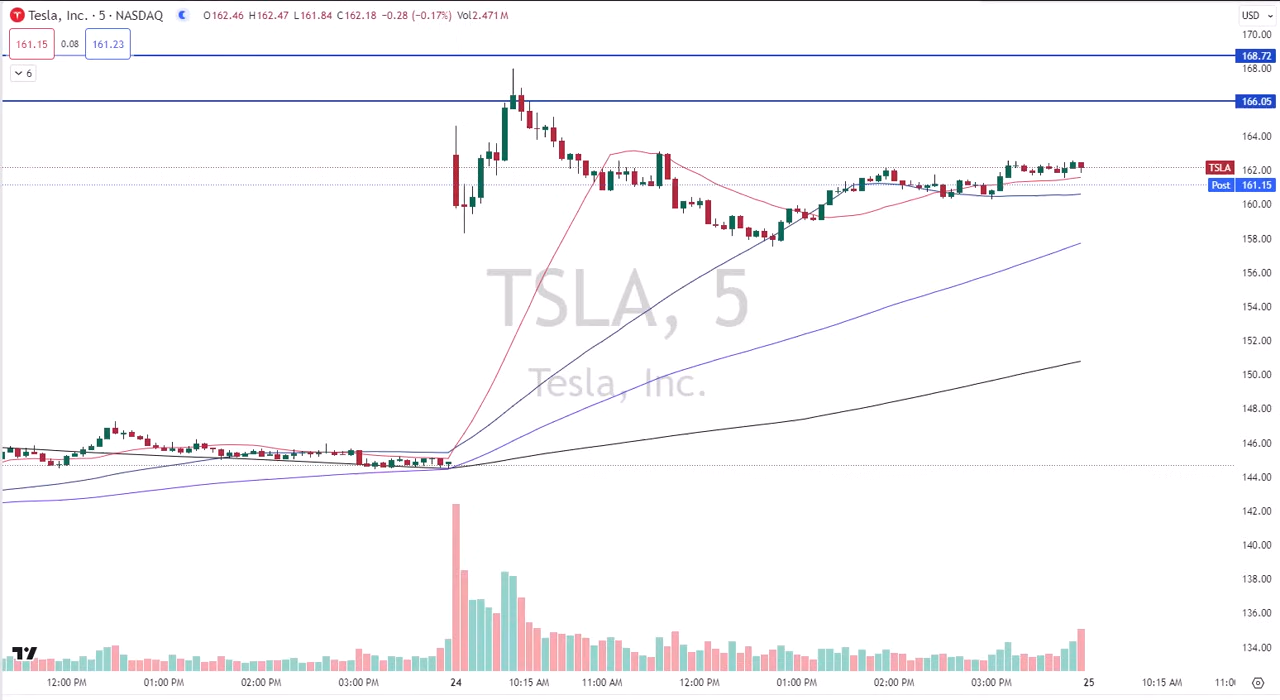 Tesla, Inc. · 5 · NASDAQ O162.46 H162.47 L161.84 C162.18 −0.28 (−0.17%) Vol2.471 M
USD
161.15 0.08 161.23
6
170.00
168.72
168.00
166.05
164.00
TSLA
162.00
Post 161.15
160.00
158.00
156.00
154.00
152.00
150.00
148.00
146.00
144.00
142.00
140.00
138.00
136.00
134.00
TSLA, 5
Tesla, Inc.
12:00 PM 01:00 PM 02:00 PM 03:00 PM 24 10:15 AM 11:00 AM 12:00 PM 01:00 PM 02:00 PM 03:00 PM 25 10:15 AM 11:0